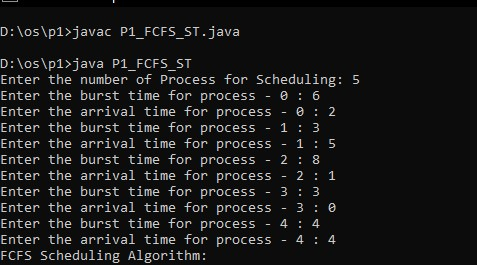 D:\os\p1>javac P1_FCFS_ST.java
D:\os\p1>java P1_FCFS_ST
Enter the number of Process for Scheduling: 5
Enter the burst time for process - 0 : 6
Enter the arrival time for process - 0 : 2
Enter the burst time for process - 1 : 3
Enter the arrival time for process - 1 : 5
Enter the burst time for process - 2 : 8
Enter the arrival time for process - 2 : 1
Enter the burst time for process - 3 : 3
Enter the arrival time for process - 3 : 0
Enter the burst time for process - 4 : 4
Enter the arrival time for process - 4 : 4
FCFS Scheduling Algorithm: